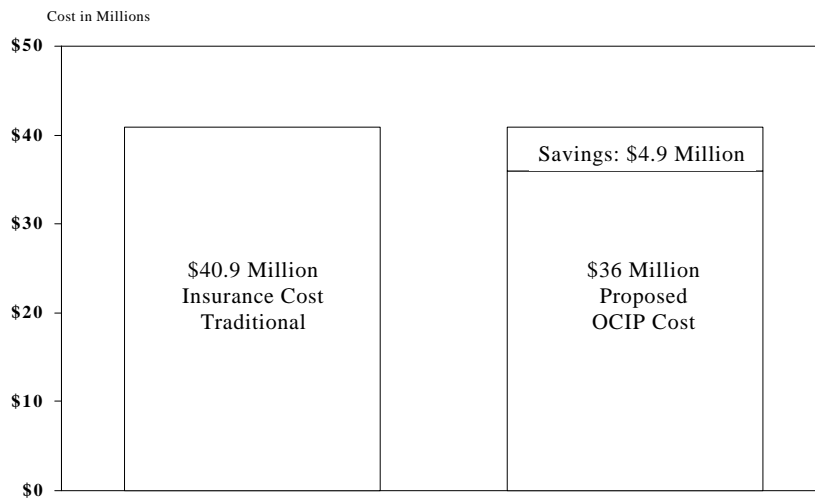 Cost in Millions
$50
$40
$30
$20
$10
$0
$40.9 Million
Insurance Cost
Traditional
Savings: $4.9 Million
$36 Million
Proposed
OCIP Cost